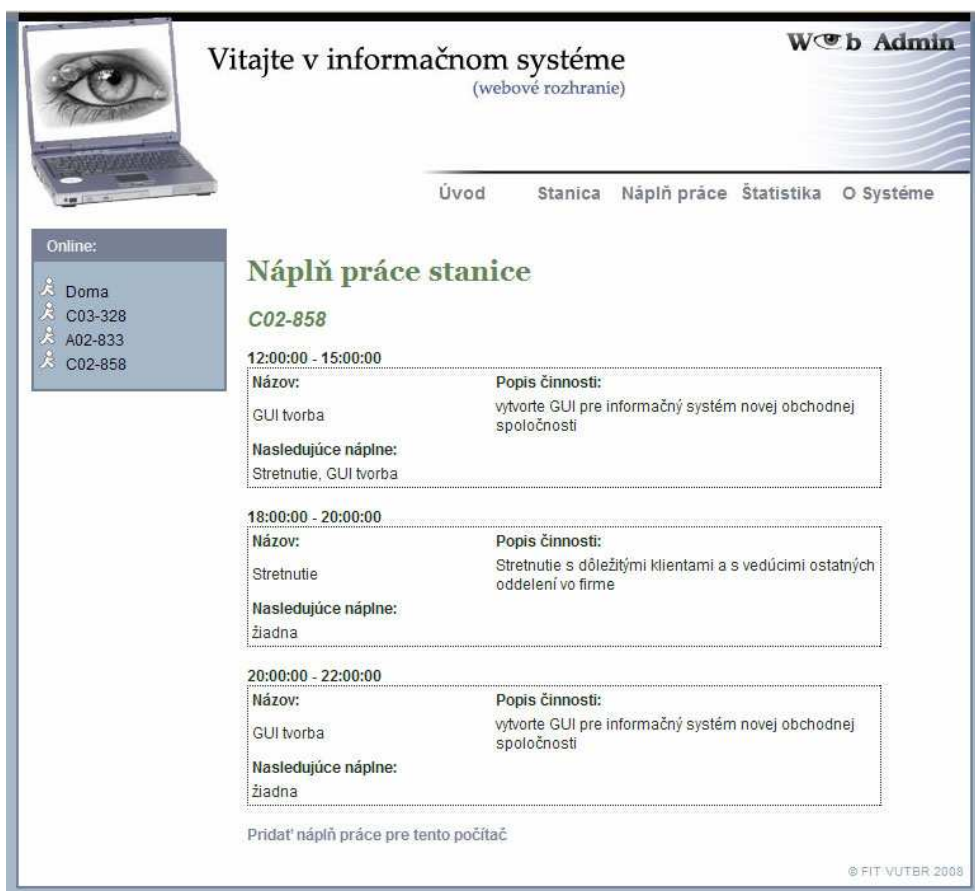 Vitajte v informačnom systéme
(webové rozhranie)
Web Admin
Úvod Stanica Náplň práce Štatistika O Systéme
Online:
Doma
C03-328
A02-833
C02-858
Náplň práce stanice
C02-858
12:00:00 - 15:00:00
Názov: Popis činnosti:
GUI tvorba vytvorte GUI pre informačný systém novej obchodnej
spoločnosti
Nasledujúce náplne:
Stretnutie, GUI tvorba
18:00:00 - 20:00:00
Názov: Popis činnosti:
Stretnutie Stretnutie s dôležitými klientami a s vedúcimi ostatných
oddelení vo firme
Nasledujúce náplne:
žiadna
20:00:00 - 22:00:00
Názov: Popis činnosti:
GUI tvorba vytvorte GUI pre informačný systém novej obchodnej
spoločnosti
Nasledujúce náplne:
žiadna
Pridať náplň práce pre tento počítač
© FIT VUTBR 2008